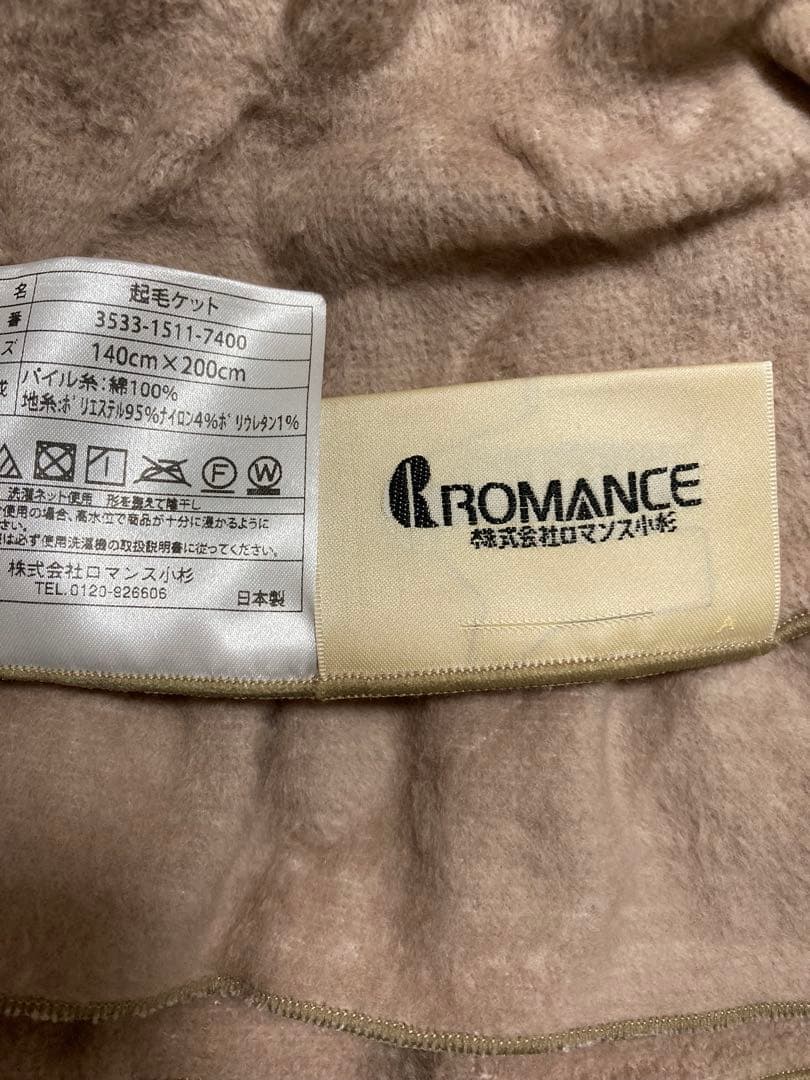 名 起毛ケット
番 3533-1511-7400
ズ 140cm×200cm
成 パイル糸:綿100%
地糸:ポリエステル95%ナイロン4%ポリウレタン1%
F W
洗濯ネット使用 形を整えて陰干し
使用の場合、高水位で商品が十分に浸かるように
さい。
は必ず使用洗濯機の取扱説明書に従ってください。
株式会社ロマンス小杉
TEL.0120-926606 日本製
ROMANCE
株式会社ロマンス小杉
A